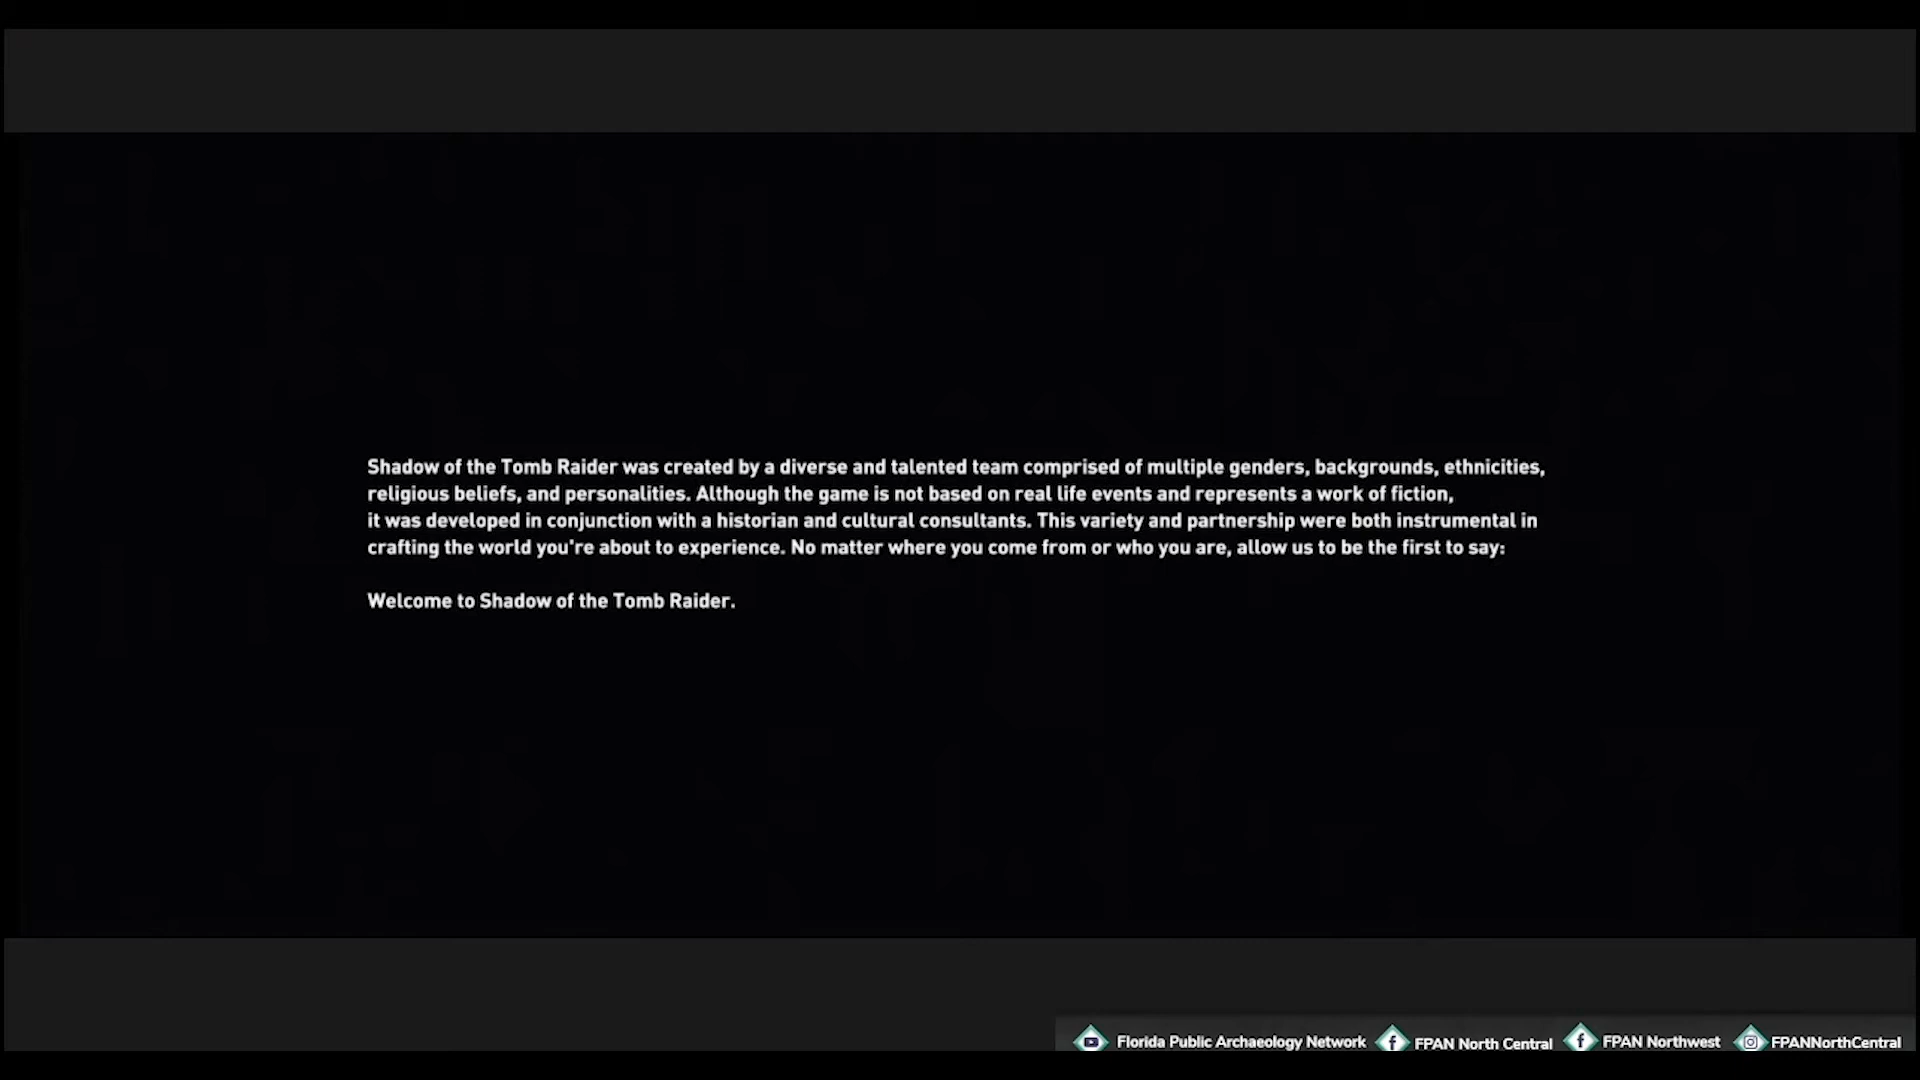 Shadow of the Tomb Raider was created by a diverse and talented team comprised of multiple genders, backgrounds, ethnicities,
religious beliefs, and personalities. Although the game is not based on real life events and represents a work of fiction,
it was developed in conjunction with a historian and cultural consultants. This variety and partnership were both instrumental in
crafting the world you're about to experience. No matter where you come from or who you are, allow us to be the first to say:
Welcome to Shadow of the Tomb Raider.
Florida Public Archaeology Network FPAN North Central FPAN Northwest FPANNorthCentral